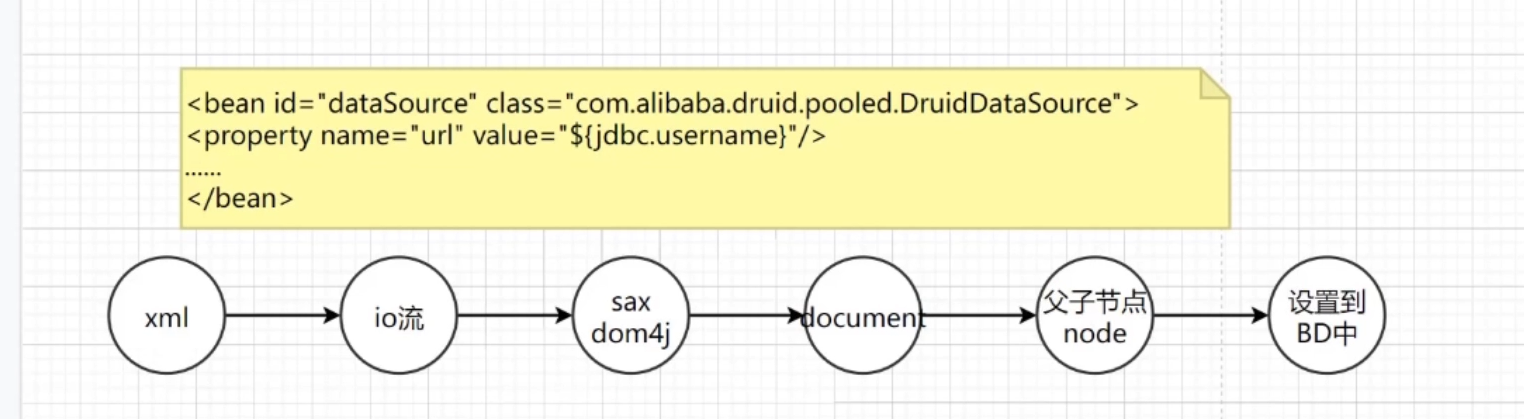 <bean id="dataSource" class="com.alibaba.druid.pooled.DruidDataSource">
<property name="url" value="${jdbc.username}"/>
......
</bean>
xml
io流
sax
dom4j
document
父子节点
node
设置到
BD中